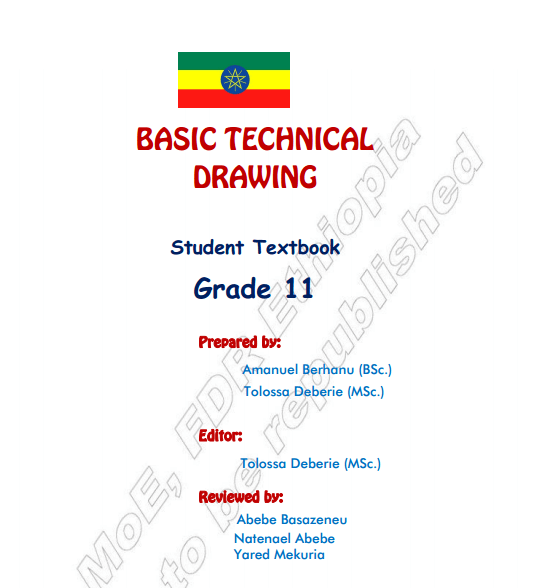 BASIC TECHNICAL
DRAWING
Student Textbook
Grade 11
Prepared by:
Amanuel Berhanu (BSc.)
Tolossa Deberie (MSc.)
Editor:
Tolossa Deberie (MSc.)
Reviewed by:
Abebe Basazeneu
Natenael Abebe
Yared Mekuria
MoE, FDR Ethiopia
to be republished